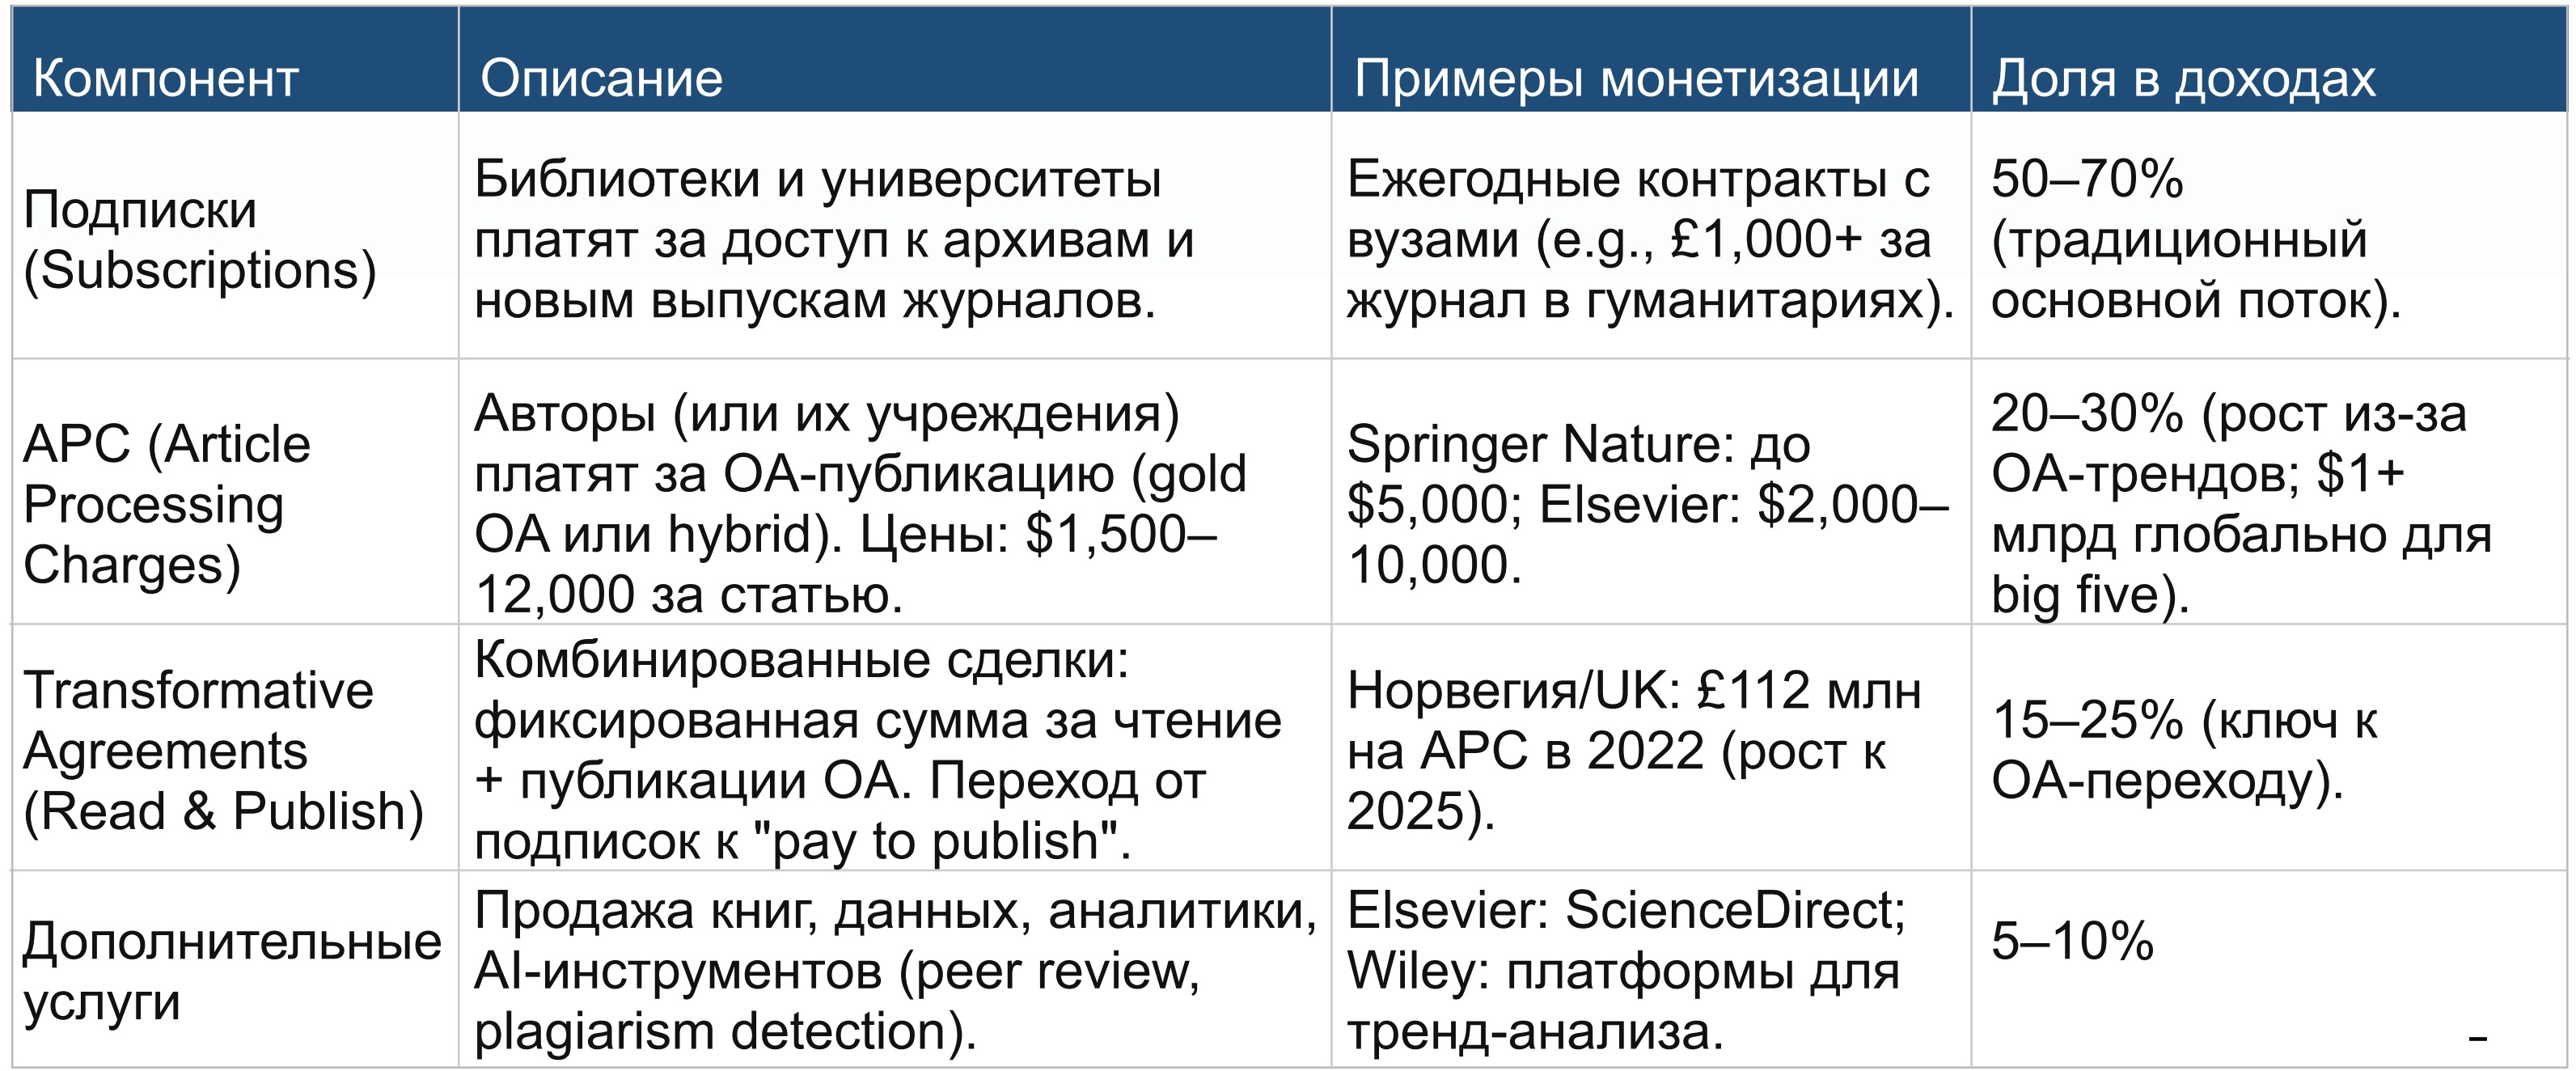 Компонент
Описание
Примеры монетизации
Доля в доходах
Подписки
(Subscriptions)
Библиотеки и университеты
платят за доступ к архивам и
новым выпускам журналов.
Ежегодные контракты с
вузами (e.g., £1,000+ за
журнал в гуманитариях).
50–70%
(традиционный
основной поток).
APC (Article
Processing
Charges)
Авторы (или их учреждения)
платят за OA-публикацию (gold
OA или hybrid). Цены: $1,500–
12,000 за статью.
Springer Nature: до
$5,000; Elsevier: $2,000–
10,000.
20–30% (рост из-за
OA-трендов; $1+
млрд глобально для
big five).
Transformative
Agreements
(Read & Publish)
Комбинированные сделки:
фиксированная сумма за чтение
+ публикации OA. Переход от
подписок к "pay to publish".
Норвегия/UK: £112 млн
на APC в 2022 (рост к
2025).
15–25% (ключ к
OA-переходу).
Дополнительные
услуги
Продажа книг, данных, аналитики,
AI-инструментов (peer review,
plagiarism detection).
Elsevier: ScienceDirect;
Wiley: платформы для
тренд-анализа.
5–10%
-